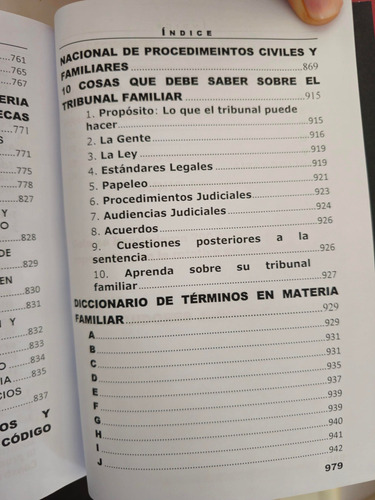 ...761
...765
...767
ERIA
ECAS
....771
S
....771
....775
....778
.....827
Y
O
....828
DE
....829
EN
....830
....831
Y
....832
....833
O.....834
IA.....835
CIOS
....837
OS Y
CÓDIGO
ÍNDICE
NACIONAL DE PROCEDIMEINTOS CIVILES Y
FAMILIARES.....869
10 COSAS QUE DEBE SABER SOBRE EL
TRIBUNAL FAMILIAR.....915
1. Propósito: Lo que el tribunal puede
hacer.....915
2. La Gente.....916
3. La Ley.....919
4. Estándares Legales.....919
5. Papeleo.....921
6. Procedimientos Judiciales.....923
7. Audiencias Judiciales.....924
8. Acuerdos.....926
9. Cuestiones posteriores a la
sentencia.....926
10. Aprenda sobre su tribunal
familiar.....927
DICCIONARIO DE TÉRMINOS EN MATERIA
FAMILIAR.....929
A.....929
B.....931
C.....931
D.....935
E.....937
F.....939
G.....939
H.....940
I.....941
J.....942
979